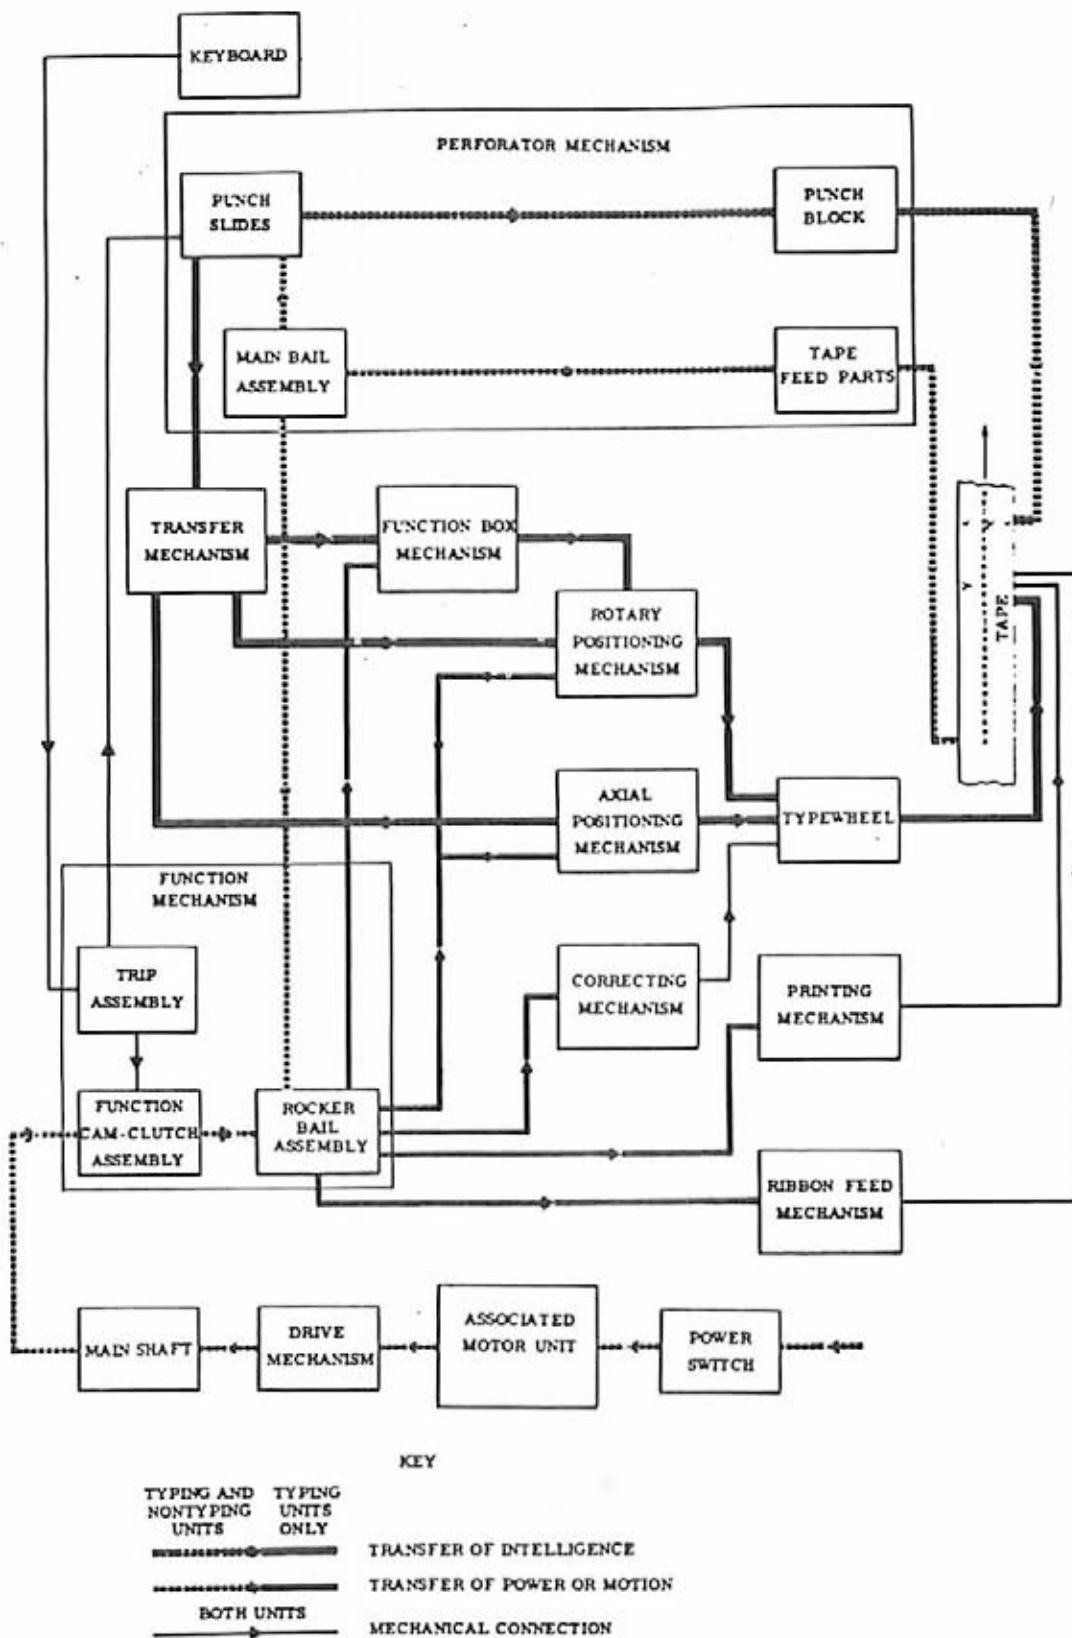 KEYBOARD
PERFORATOR MECHANISM
PUNCH
SLIDES
PUNCH
BLOCK
MAIN BAIL
ASSEMBLY
TAPE
FEED PARTS
TRANSFER
MECHANISM
FUNCTION BOX
MECHANISM
ROTARY
POSITIONING
MECHANISM
TAPE
AXIAL
POSITIONING
MECHANISM
TYPEWHEEL
FUNCTION
MECHANISM
TRIP
ASSEMBLY
CORRECTING
MECHANISM
PRINTING
MECHANISM
FUNCTION
CAM-CLUTCH
ASSEMBLY
ROCKER
BAIL
ASSEMBLY
RIBBON FEED
MECHANISM
MAIN SHAFT
DRIVE
MECHANISM
ASSOCIATED
MOTOR UNIT
POWER
SWITCH
KEY
TYPING AND
NONTYPING
UNITS
TYPING
UNITS
ONLY
TRANSFER OF INTELLIGENCE
TRANSFER OF POWER OR MOTION
BOTH UNITS
MECHANICAL CONNECTION